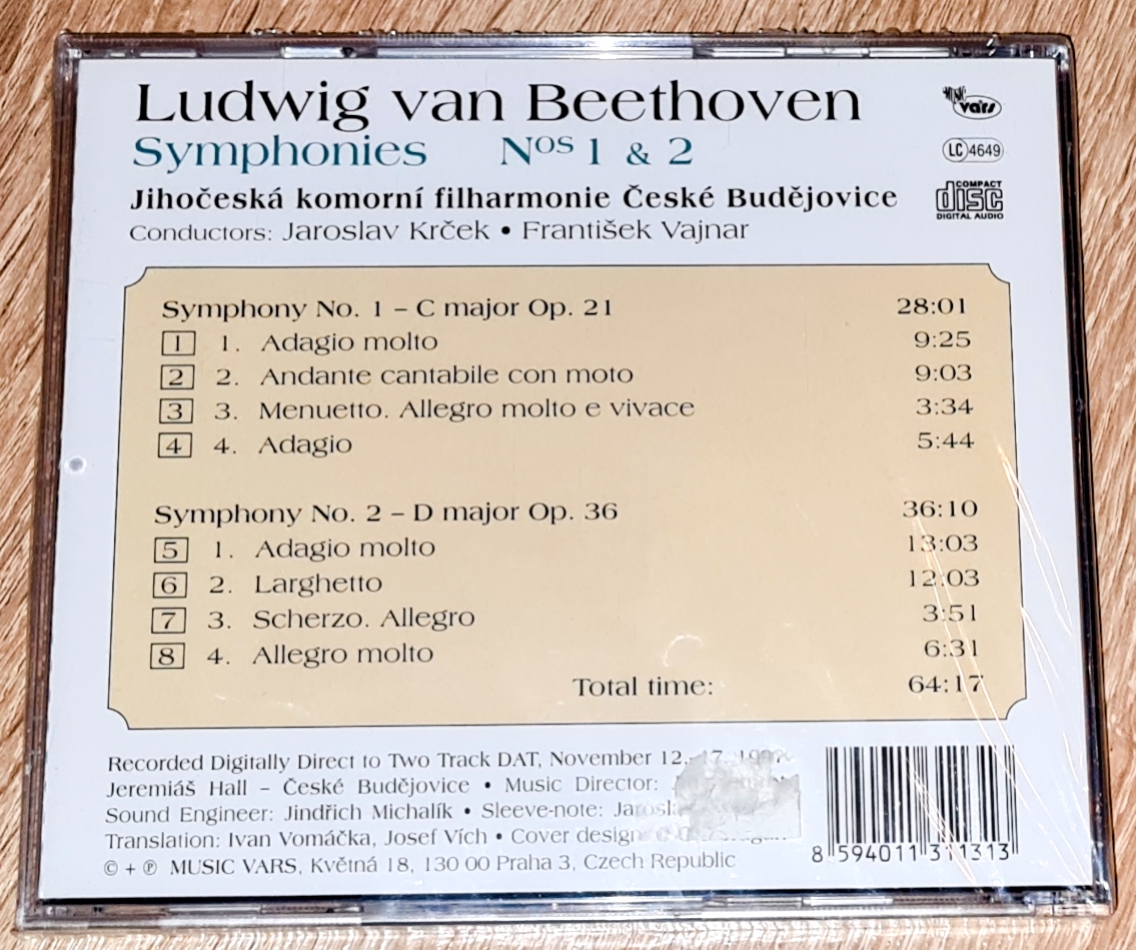 Ludwig van Beethoven
MUSIC vars
Symphonies Nos 1 & 2
LC 4649
Jihočeská komorní filharmonie České Budějovice
COMPACT disc DIGITAL AUDIO
Conductors: Jaroslav Krček • František Vajnar
Symphony No. 1 – C major Op. 21 28:01
1 1. Adagio molto 9:25
2 2. Andante cantabile con moto 9:03
3 3. Menuetto. Allegro molto e vivace 3:34
4 4. Adagio 5:44
Symphony No. 2 – D major Op. 36 36:10
5 1. Adagio molto 13:03
6 2. Larghetto 12:03
7 3. Scherzo. Allegro 3:51
8 4. Allegro molto 6:31
Total time: 64:17
Recorded Digitally Direct to Two Track DAT, November 12.-17.
Jeremiáš Hall – České Budějovice • Music Director:
Sound Engineer: Jindřich Michalík • Sleeve-note:
Translation: Ivan Vomáčka, Josef Vích • Cover design
© + ℗ MUSIC VARS, Květná 18, 130 00 Praha 3, Czech Republic
8 594011 311313